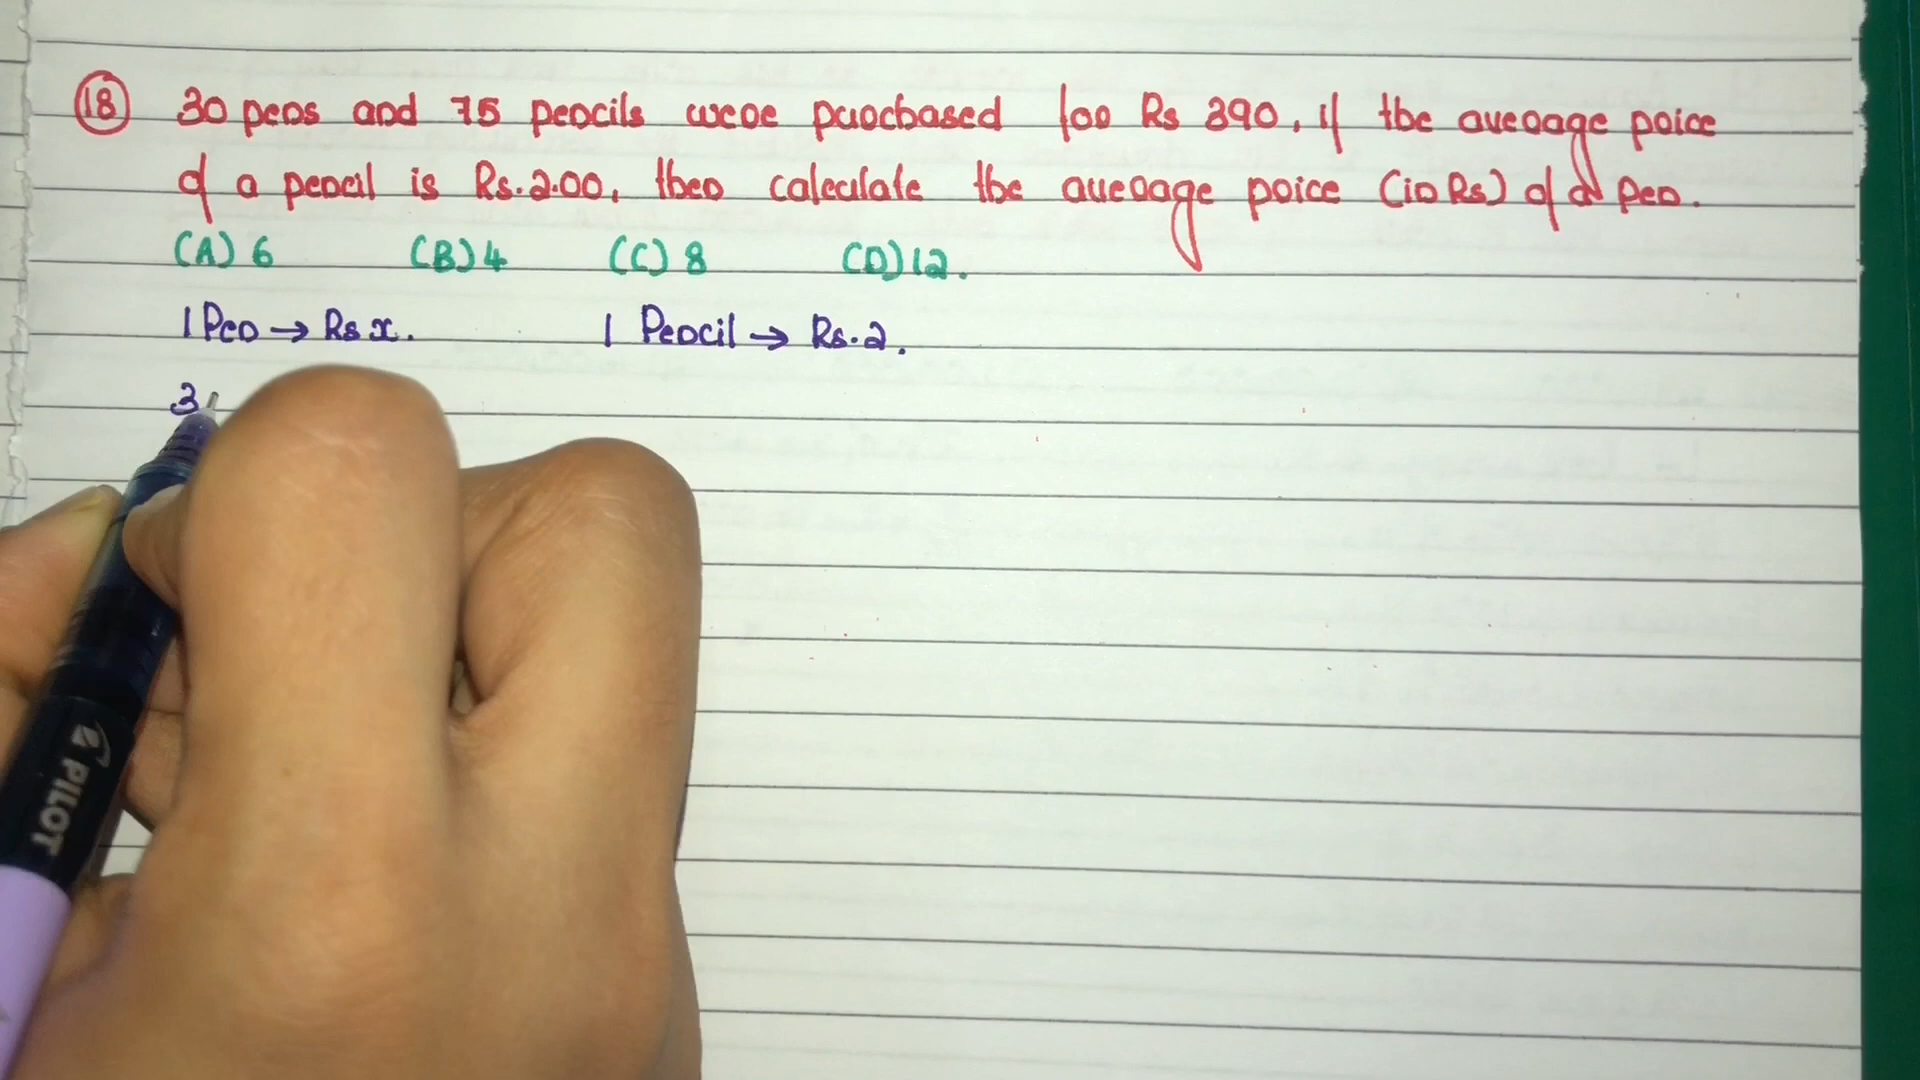 18 30 pens and 75 pencils were purchased for Rs 390, if the average price
of a pencil is Rs.2.00, then calculate the average price (in Rs) of a pen.
(A) 6 (B) 4 (C) 8 (D) 12.
1 Pen → Rs x. 1 Pencil → Rs.2.
3
PILOT